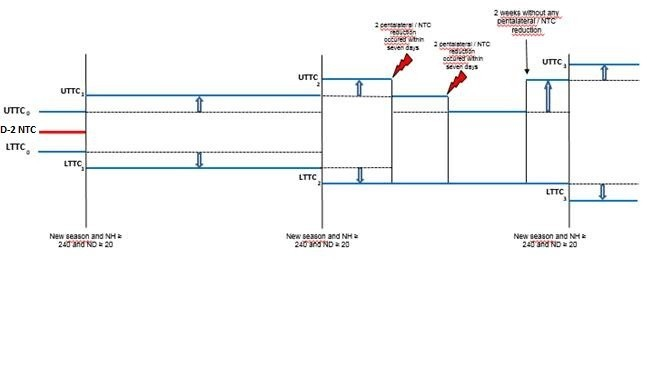 2 weeks without any
pentalateral / NTC
reduction
2 pentalateral / NTC
reduction
occured within
seven days
2 pentalateral / NTC
reduction
occured within
seven days
UTTC 3
UTTC 2
UTTC 1
UTTC 0
D-2 NTC
LTTC 0
LTTC 1
LTTC 2
LTTC 3
New season and NH ≥
240 and ND ≥ 20
New season and NH ≥
240 and ND ≥ 20
New season and NH ≥
240 and ND ≥ 20